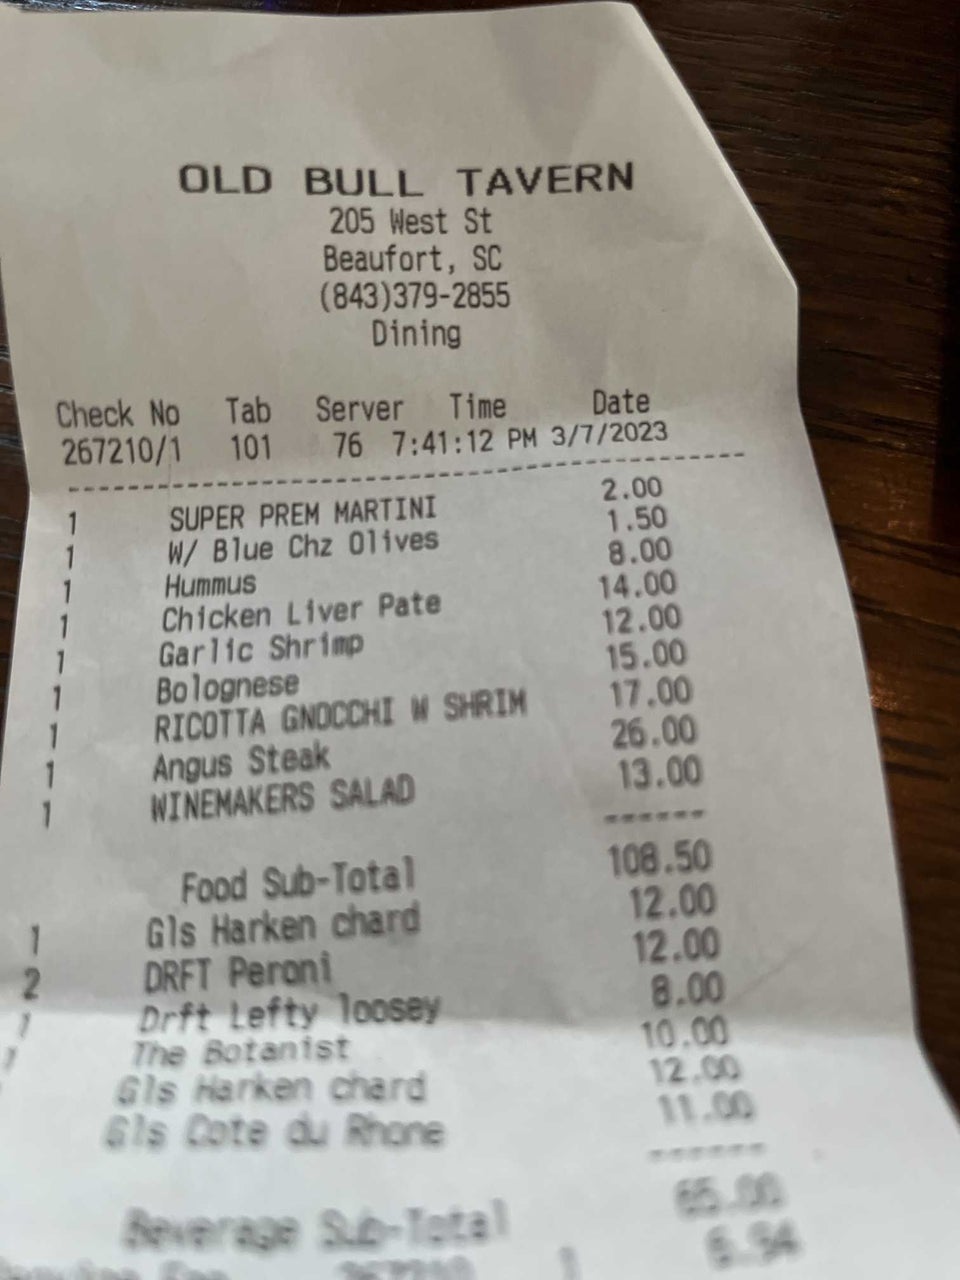 OLD BULL TAVERN
205 West St
Beaufort, SC
(843)379-2855
Dining
Check No Tab Server Time Date
267210/1 101 76 7:41:12 PM 3/7/2023
1 SUPER PREM MARTINI 2.00
1 W/ Blue Chz Olives 1.50
1 Hummus 8.00
1 Chicken Liver Pate 14.00
1 Garlic Shrimp 12.00
1 Bolognese 15.00
1 RICOTTA GNOCCHI W SHRIM 17.00
1 Angus Steak 26.00
1 WINEMAKERS SALAD 13.00
Food Sub-Total 108.50
1 Gls Harken chard 12.00
2 DRFT Peroni 12.00
1 Drft Lefty loosey 8.00
1 The Botanist 10.00
Gls Harken chard 12.00
Gls Cote du Rhone 11.00
Beverage Sub-Total 65.00
267210 1 6.94